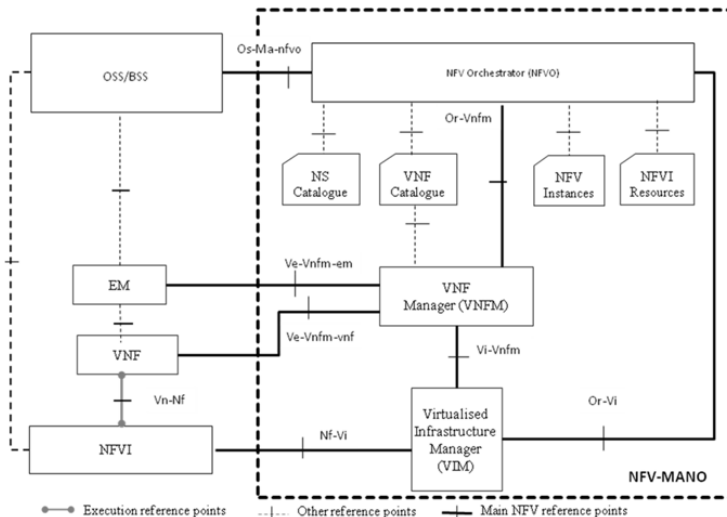 Os-Ma-nfvo
OSS/BSS
NFV Orchestrator (NFVO)
Or-Vnfm
NS
Catalogue
VNF
Catalogue
NFV
Instances
NFVI
Resources
Ve-Vnfm-em
EM
VNF
Manager (VNFM)
Ve-Vnfm-vnf
VNF
Vi-Vnfm
Vn-Nf
Or-Vi
Virtualised
Infrastructure
Manager
(VIM)
Nf-Vi
NFVI
NFV-MANO
Execution reference points
Other reference points
Main NFV reference points